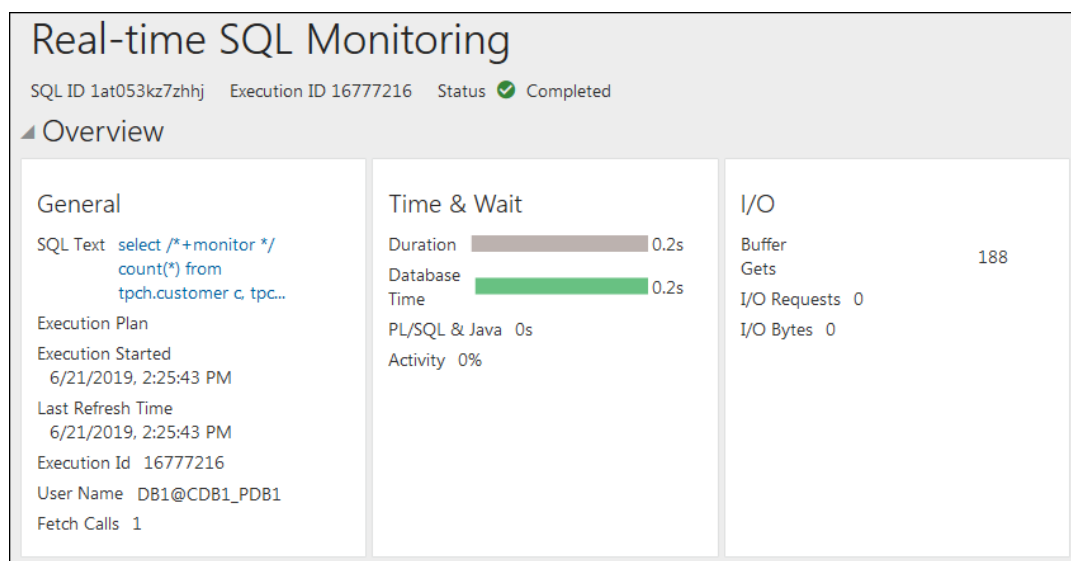 Real-time SQL Monitoring
SQL ID 1at053kz7zhhj Execution ID 16777216 Status Completed
Overview
General
SQL Text select /*+monitor */
count(*) from
tpch.customer c, tpc...
Execution Plan
Execution Started
6/21/2019, 2:25:43 PM
Last Refresh Time
6/21/2019, 2:25:43 PM
Execution Id 16777216
User Name DB1@CDB1_PDB1
Fetch Calls 1
Time & Wait
Duration 0.2s
Database
Time 0.2s
PL/SQL & Java 0s
Activity 0%
I/O
Buffer
Gets 188
I/O Requests 0
I/O Bytes 0